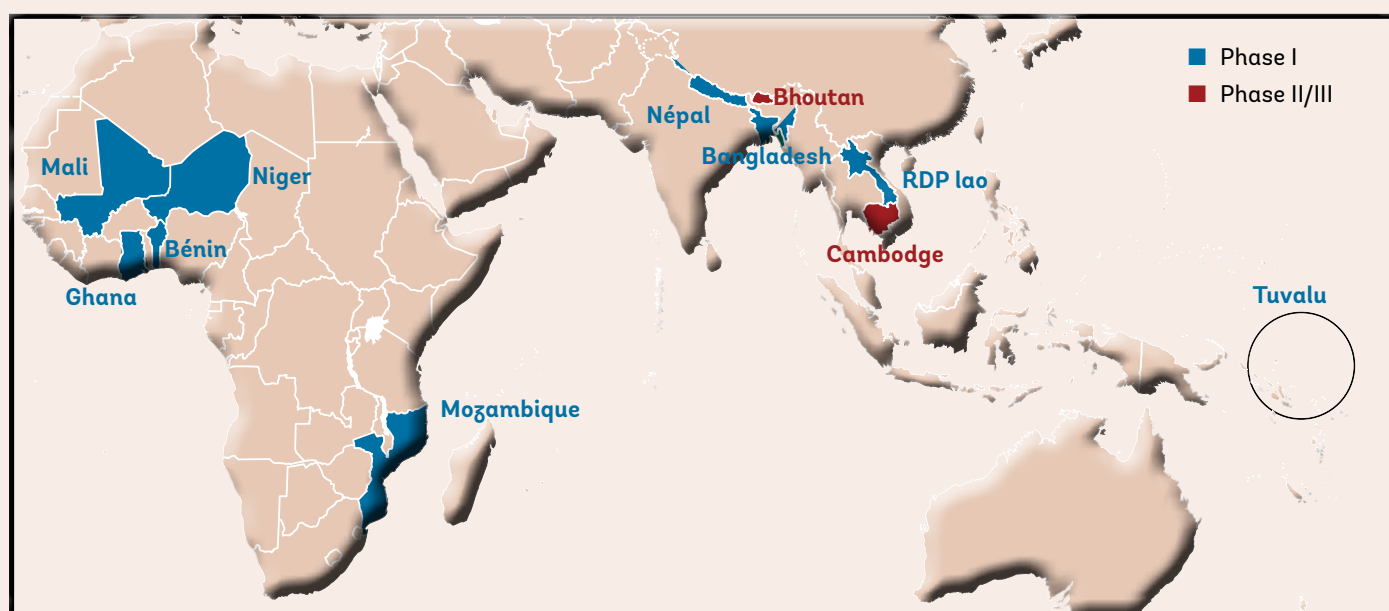 Phase I
Phase II/III
Népal
Bhoutan
Bangladesh
Mali
Niger
RDP lao
Bénin
Cambodge
Ghana
Tuvalu
Mozambique